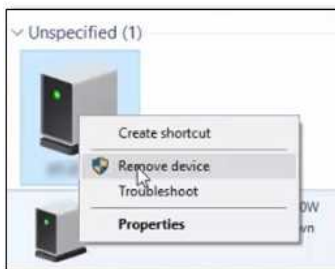 Unspecified (1)
Create shortcut
Remove device
Troubleshoot
Properties